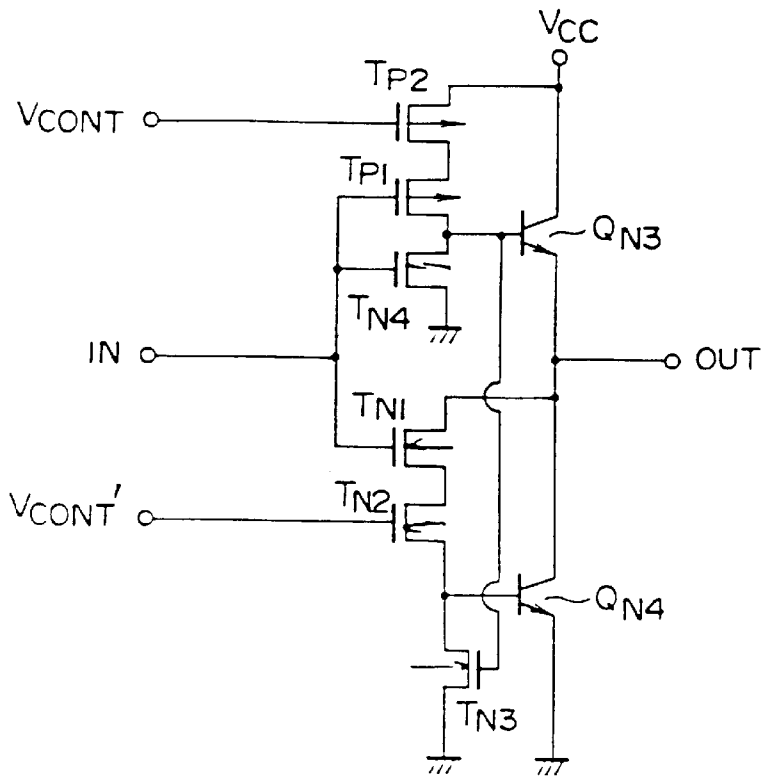 VCC
TP2
VCONT
TP1
QN3
TN4
IN
OUT
TN1
TN2
VCONT'
QN4
TN3